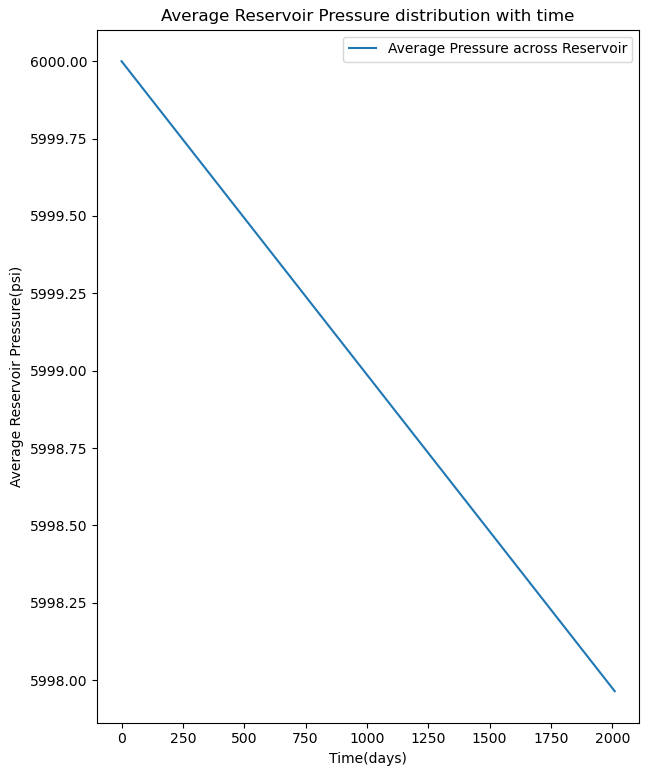 Average Reservoir Pressure distribution with time
Average Pressure across Reservoir
Average Reservoir Pressure(psi)
6000.00
5999.75
5999.50
5999.25
5999.00
5998.75
5998.50
5998.25
5998.00
0 250 500 750 1000 1250 1500 1750 2000
Time(days)